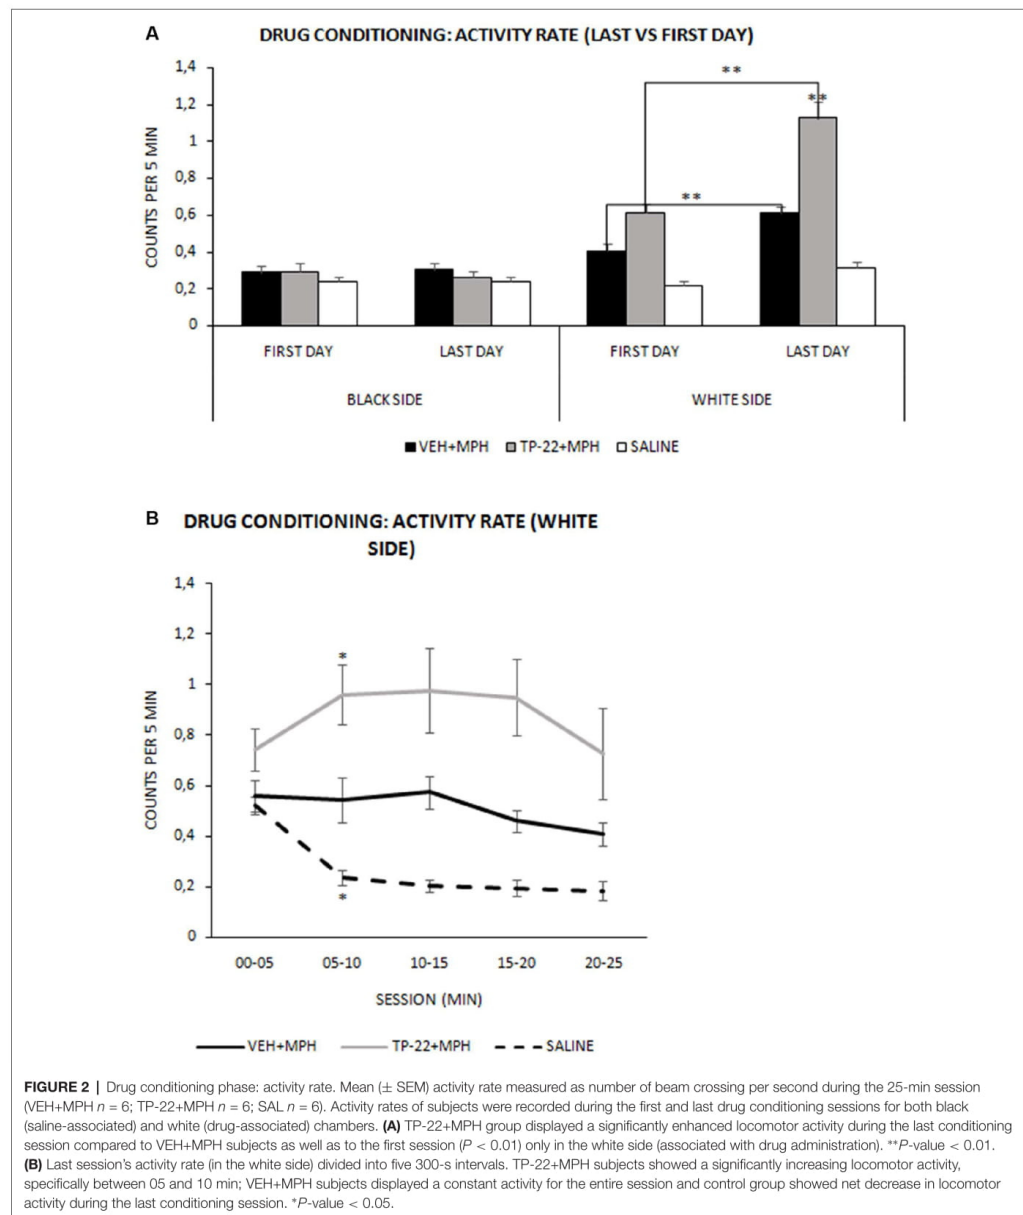 A
DRUG CONDITIONING: ACTIVITY RATE (LAST VS FIRST DAY)
COUNTS PER 5 MIN
1,4
1,2
1
0,8
0,6
0,4
0,2
0
**
**
**
FIRST DAY
LAST DAY
FIRST DAY
LAST DAY
BLACK SIDE
WHITE SIDE
VEH+MPH
TP-22+MPH
SALINE
B
DRUG CONDITIONING: ACTIVITY RATE (WHITE
SIDE)
COUNTS PER 5 MIN
1,4
1,2
1
0,8
0,6
0,4
0,2
0
*
*
00-05
05-10
10-15
15-20
20-25
SESSION (MIN)
VEH+MPH
TP-22+MPH
SALINE
FIGURE 2 | Drug conditioning phase: activity rate. Mean (± SEM) activity rate measured as number of beam crossing per second during the 25-min session
(VEH+MPH n = 6; TP-22+MPH n = 6; SAL n = 6). Activity rates of subjects were recorded during the first and last drug conditioning sessions for both black
(saline-associated) and white (drug-associated) chambers. (A) TP-22+MPH group displayed a significantly enhanced locomotor activity during the last conditioning
session compared to VEH+MPH subjects as well as to the first session (P < 0.01) only in the white side (associated with drug administration). **P-value < 0.01.
(B) Last session's activity rate (in the white side) divided into five 300-s intervals. TP-22+MPH subjects showed a significantly increasing locomotor activity,
specifically between 05 and 10 min; VEH+MPH subjects displayed a constant activity for the entire session and control group showed net decrease in locomotor
activity during the last conditioning session. *P-value < 0.05.